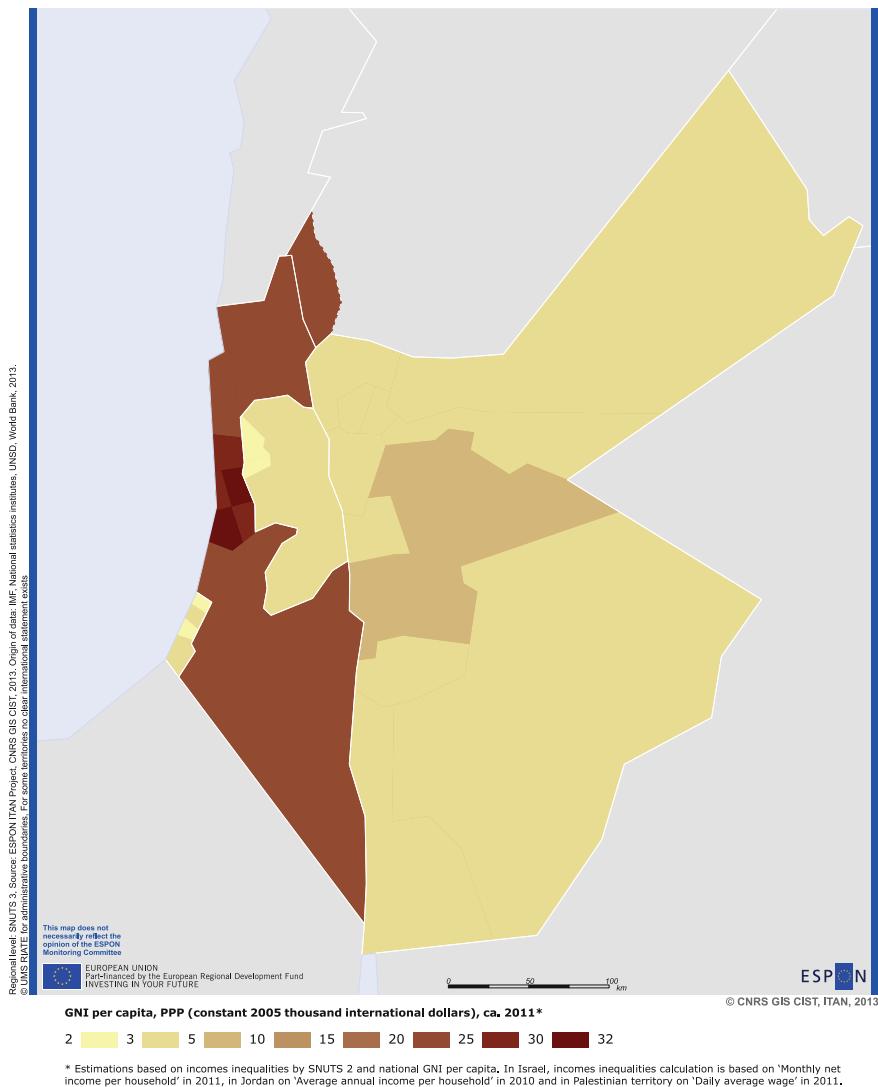 Regional level: SNUTS 3, Source: ESPON ITAN Project, CNRS GIS CIST, 2013. Origin of data: IMF, National statistics institutes, UNSD, World Bank, 2013.
© UMS RIATE for administrative boundaries. For some territories no clear international statement exists
This map does not
necessarily reflect the
opinion of the ESPON
Monitoring Committee
EUROPEAN UNION
Part-financed by the European Regional Development Fund
INVESTING IN YOUR FUTURE
0 50 100
km
ESPON
© CNRS GIS CIST, ITAN, 2013
GNI per capita, PPP (constant 2005 thousand international dollars), ca. 2011*
2 3 5 10 15 20 25 30 32
* Estimations based on incomes inequalities by SNUTS 2 and national GNI per capita. In Israel, incomes inequalities calculation is based on 'Monthly net
income per household' in 2011, in Jordan on 'Average annual income per household' in 2010 and in Palestinian territory on 'Daily average wage' in 2011.